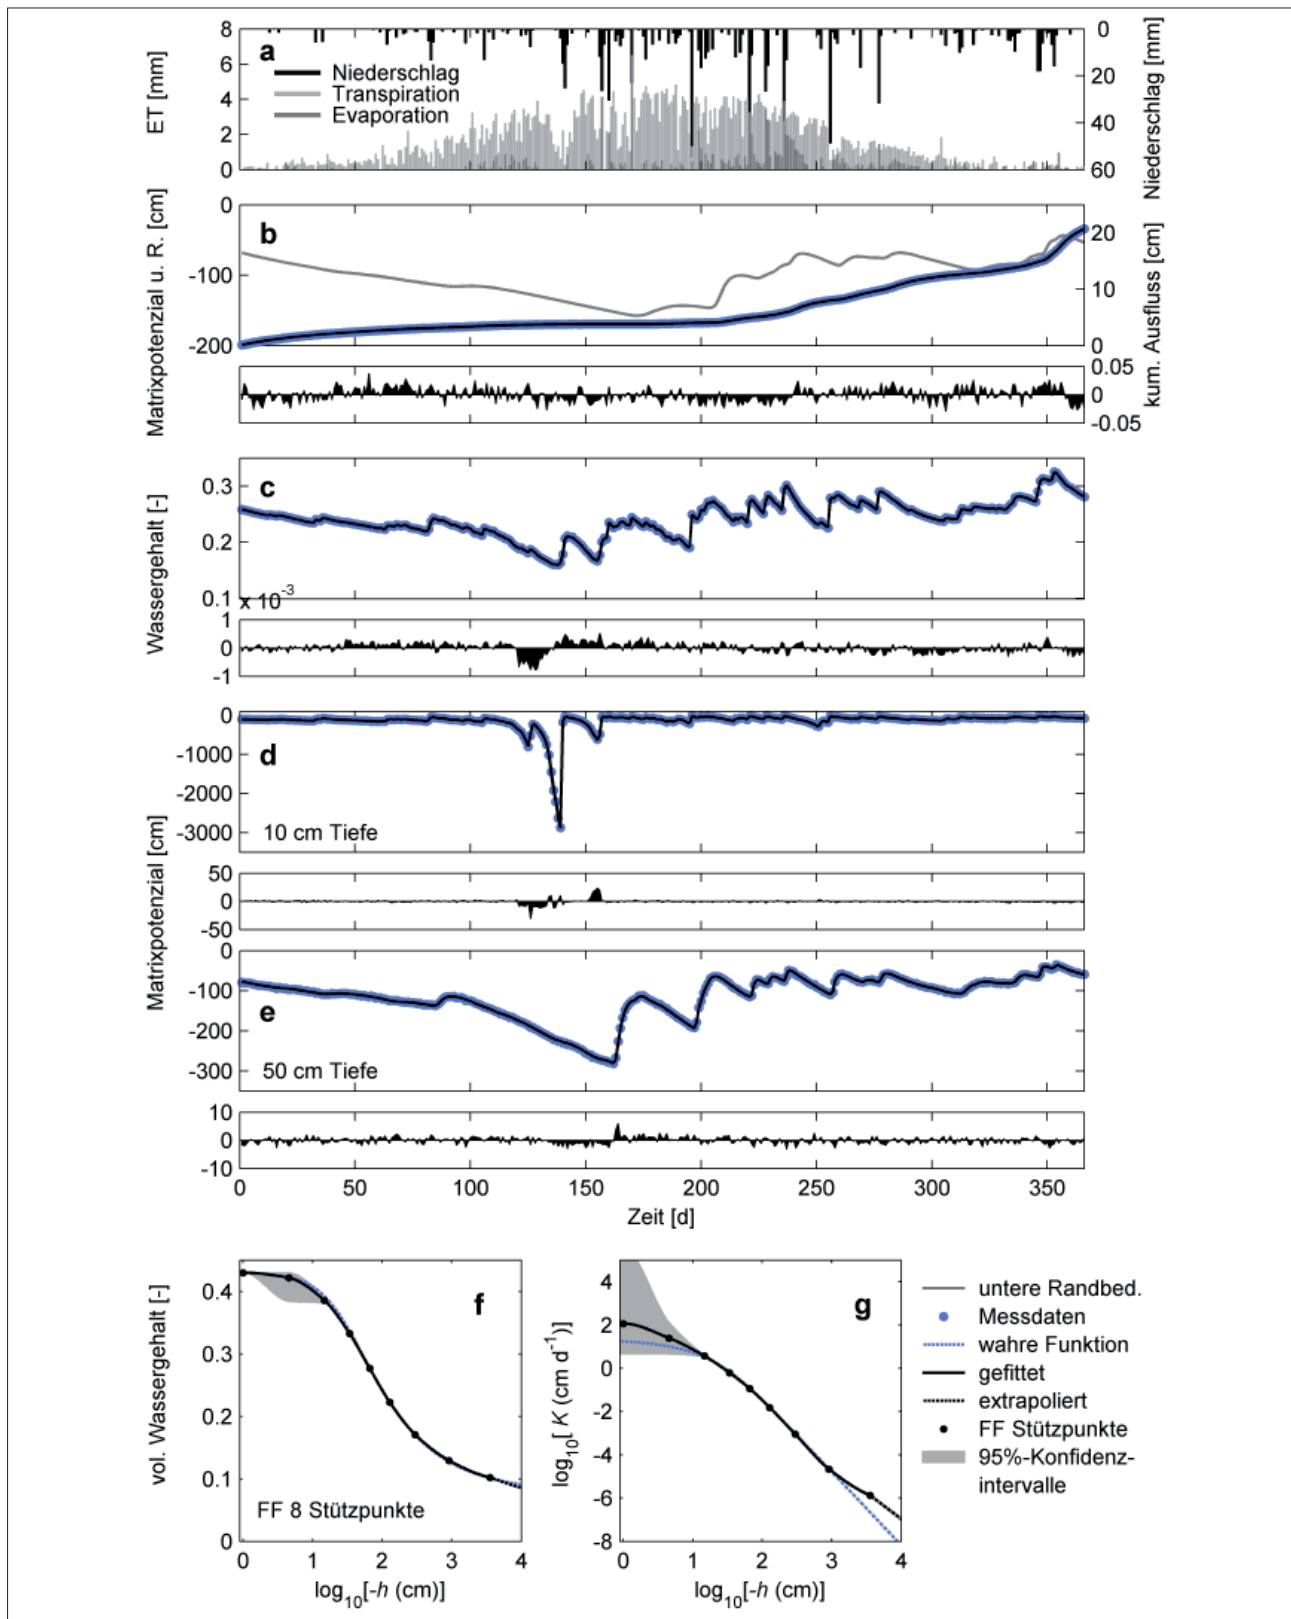 8
6
4
2
0
ET [mm]
a
Niederschlag
Transpiration
Evaporation
0
20
40
60
Niederschlag [mm]
0
-100
-200
Matrixpotenzial u. R. [cm]
b
20
10
0
0.05
0
-0.05
kum. Ausfluss [cm]
0.3
0.2
0.1
x 10-3
c
Wassergehalt [-]
1
0
-1
0
-1000
-2000
-3000
d
10 cm Tiefe
50
0
-50
Matrixpotenzial [cm]
0
-100
-200
-300
e
50 cm Tiefe
10
0
-10
0 50 100 150 200 250 300 350
Zeit [d]
0.4
0.3
0.2
0.1
0
vol. Wassergehalt [-]
f
FF 8 Stützpunkte
0 1 2 3 4
log10[-h (cm)]
4
2
0
-2
-4
-6
-8
log10[ K (cm d-1)]
g
0 1 2 3 4
log10[-h (cm)]
untere Randbed.
Messdaten
wahre Funktion
gefittet
extrapoliert
FF Stützpunkte
95%-Konfidenz-
intervalle